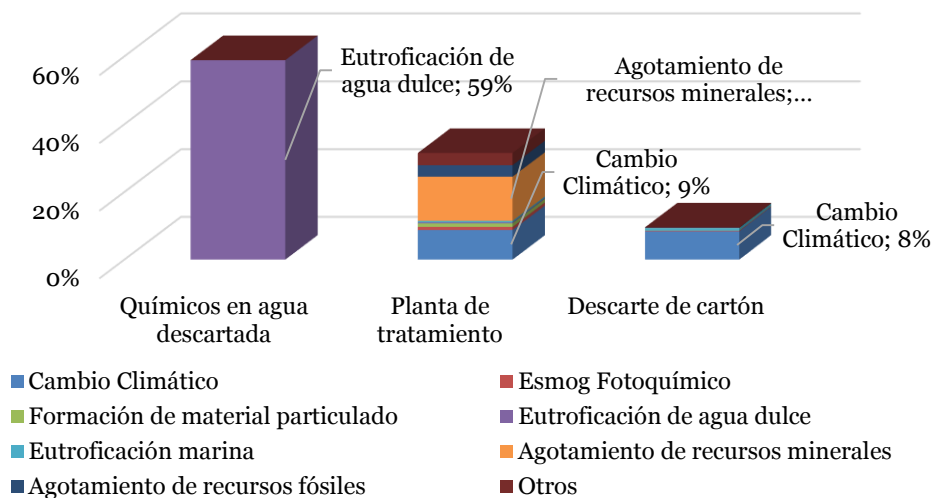 60%
40%
20%
0%
Eutroficación de
agua dulce; 59%
Agotamiento de
recursos minerales;...
Cambio
Climático; 9%
Cambio
Climático; 8%
Químicos en agua
descartada
Planta de
tratamiento
Descarte de cartón
Cambio Climático
Esmog Fotoquímico
Formación de material particulado
Eutroficación de agua dulce
Eutroficación marina
Agotamiento de recursos minerales
Agotamiento de recursos fósiles
Otros